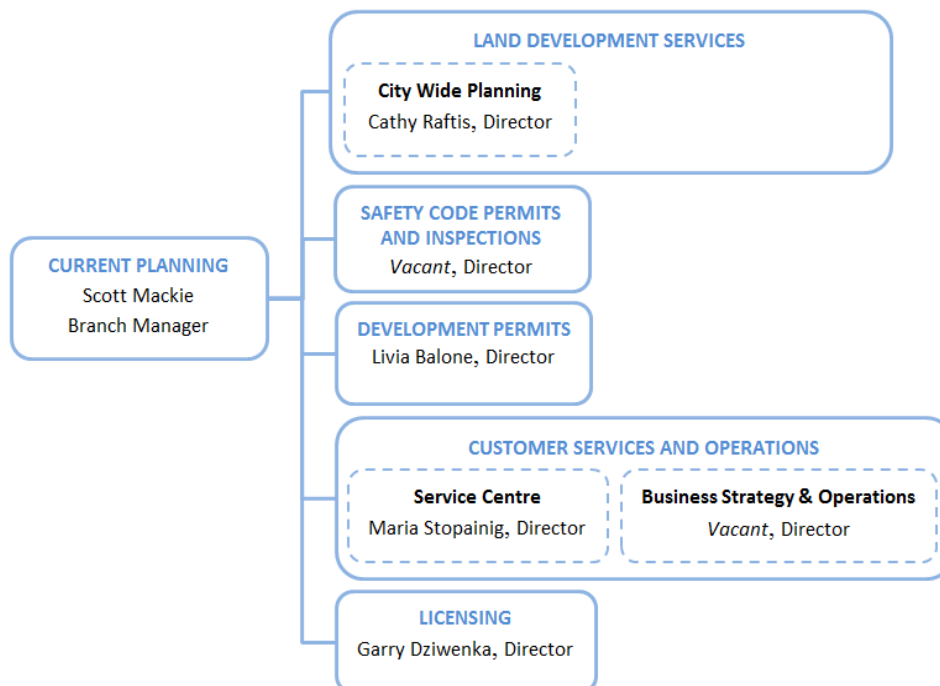 LAND DEVELOPMENT SERVICES
City Wide Planning
Cathy Raftis, Director
SAFETY CODE PERMITS
AND INSPECTIONS
Vacant, Director
CURRENT PLANNING
Scott Mackie
Branch Manager
DEVELOPMENT PERMITS
Livia Balone, Director
CUSTOMER SERVICES AND OPERATIONS
Service Centre
Maria Stopainig, Director
Business Strategy & Operations
Vacant, Director
LICENSING
Garry Dziwenka, Director